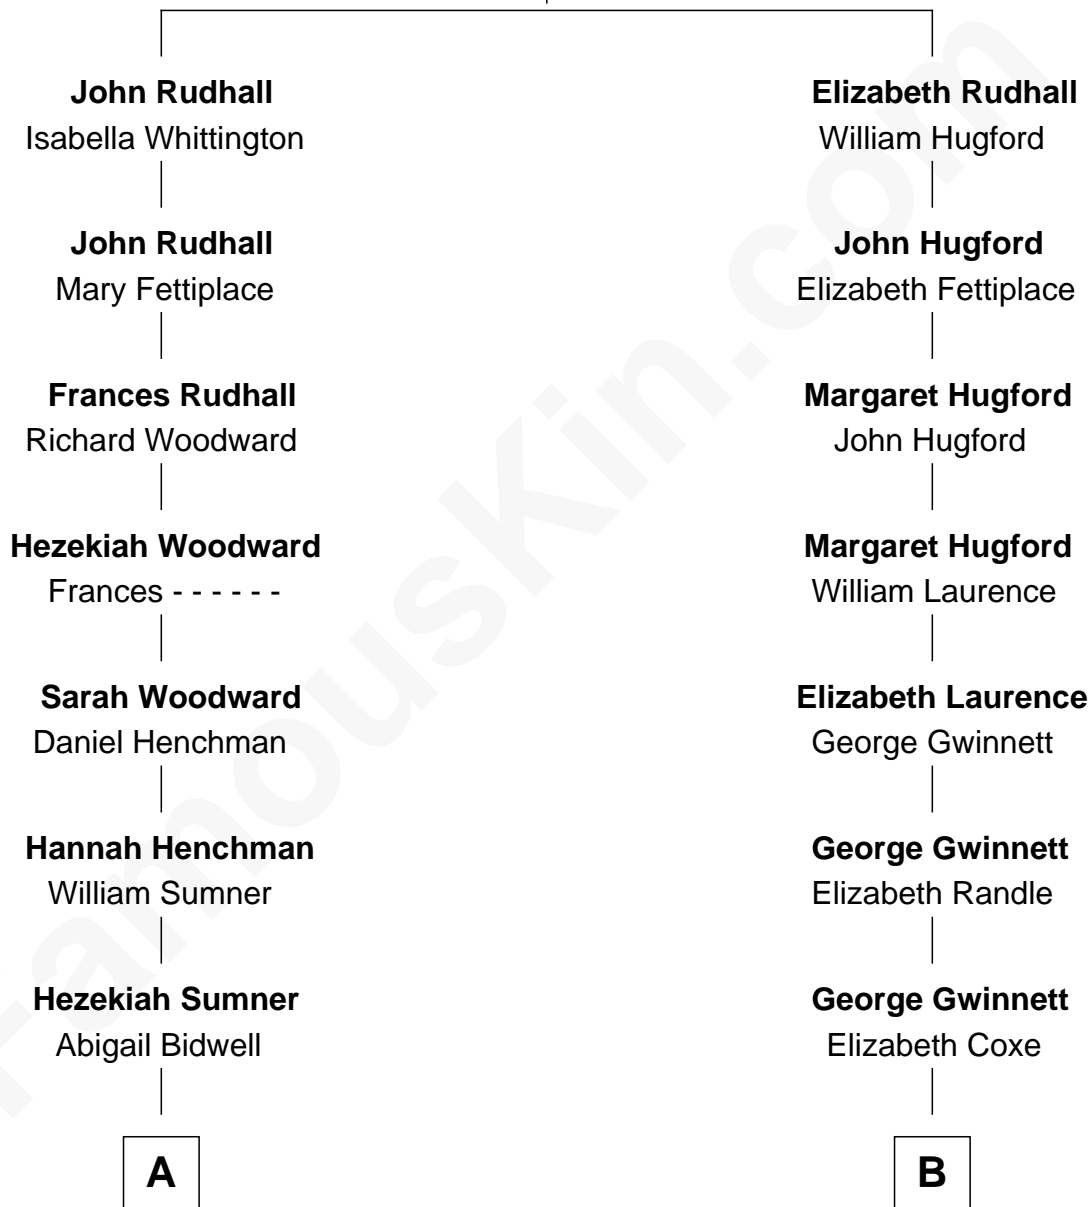 John Rudhall
Isabella Whittington
John Rudhall
Mary Fettiplace
Frances Rudhall
Richard Woodward
Hezekiah Woodward
Frances - - - - - -
Sarah Woodward
Daniel Henchman
Hannah Henchman
William Sumner
Hezekiah Sumner
Abigail Bidwell
A
Elizabeth Rudhall
William Hugford
John Hugford
Elizabeth Fettiplace
Margaret Hugford
John Hugford
Margaret Hugford
William Laurence
Elizabeth Laurence
George Gwinnett
George Gwinnett
Elizabeth Randle
George Gwinnett
Elizabeth Coxe
B
FamousKin.com